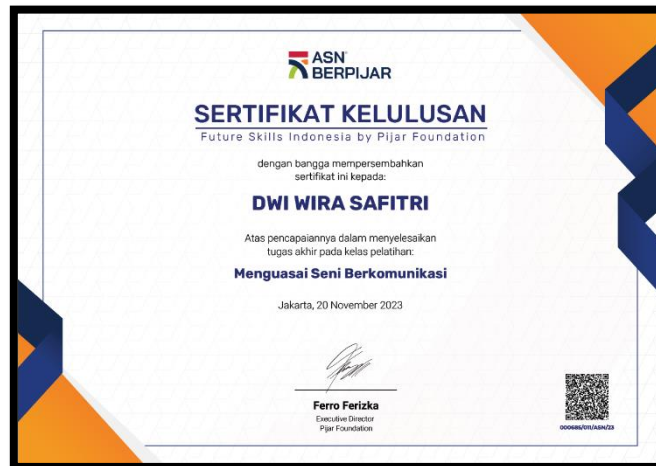 ASN
BERPIJAR
SERTIFIKAT KELULUSAN
Future Skills Indonesia by Pijar Foundation
dengan bangga mempersembahkan
sertifikat ini kepada:
DWI WIRA SAFITRI
Atas pencapaiannya dalam menyelesaikan
tugas akhir pada kelas pelatihan:
Menguasai Seni Berkomunikasi
Jakarta, 20 November 2023
Ferro Ferizka
Executive Director
Pijar Foundation
000686/011/ASN/23